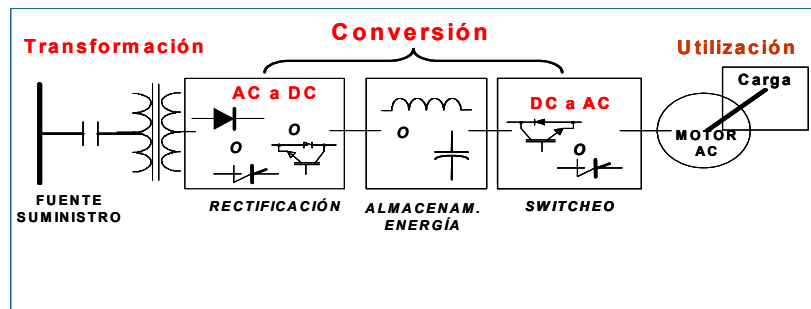 Transformación
Conversión
Utilización
AC a DC
o
o
o
DC a AC
o
Carga
MOTOR
AC
FUENTE
SUMINISTRO
RECTIFICACIÓN
ALMACENAM.
ENERGÍA
SWITCHEO